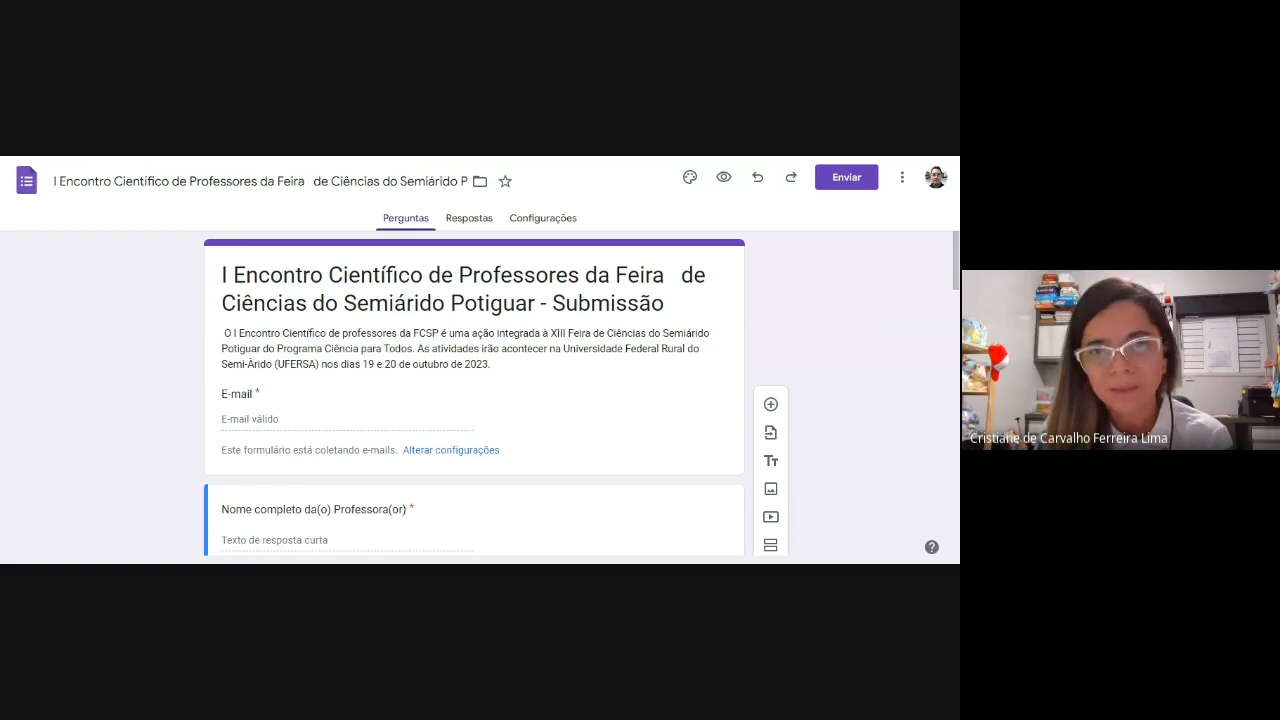 I Encontro Científico de Professores da Feira de Ciências do Semiárido P
Enviar
Perguntas Respostas Configurações
I Encontro Científico de Professores da Feira de
Ciências do Semiárido Potiguar - Submissão
O I Encontro Científico de professores da FCSP é uma ação integrada à XIII Feira de Ciências do Semiárido
Potiguar do Programa Ciência para Todos. As atividades irão acontecer na Universidade Federal Rural do
Semi-Àrido (UFERSA) nos dias 19 e 20 de outubro de 2023.
E-mail *
E-mail válido
Este formulário está coletando e-mails. Alterar configurações
Nome completo da(o) Professora(or) *
Texto de resposta curta
Tт
Cristiane de Carvalho Ferreira Lima